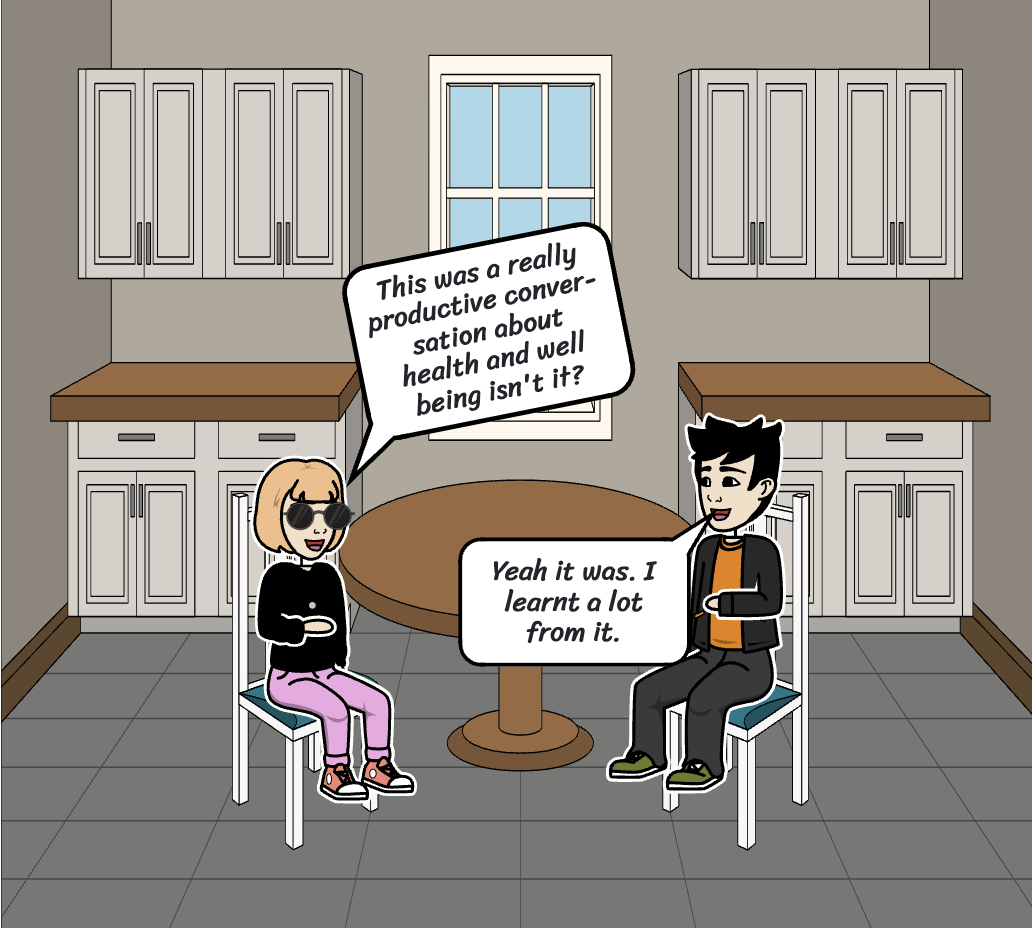 This was a really
productive conver-
sation about
health and well
being isn't it?
Yeah it was. I
learnt a lot
from it.